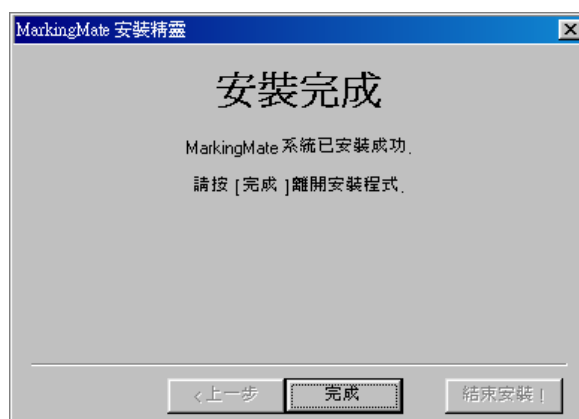 MarkingMate 安裝精靈
安裝完成
MarkingMate 系統已安裝成功.
請按 [完成 ]離開安裝程式.
<上一步 完成 結束安裝!